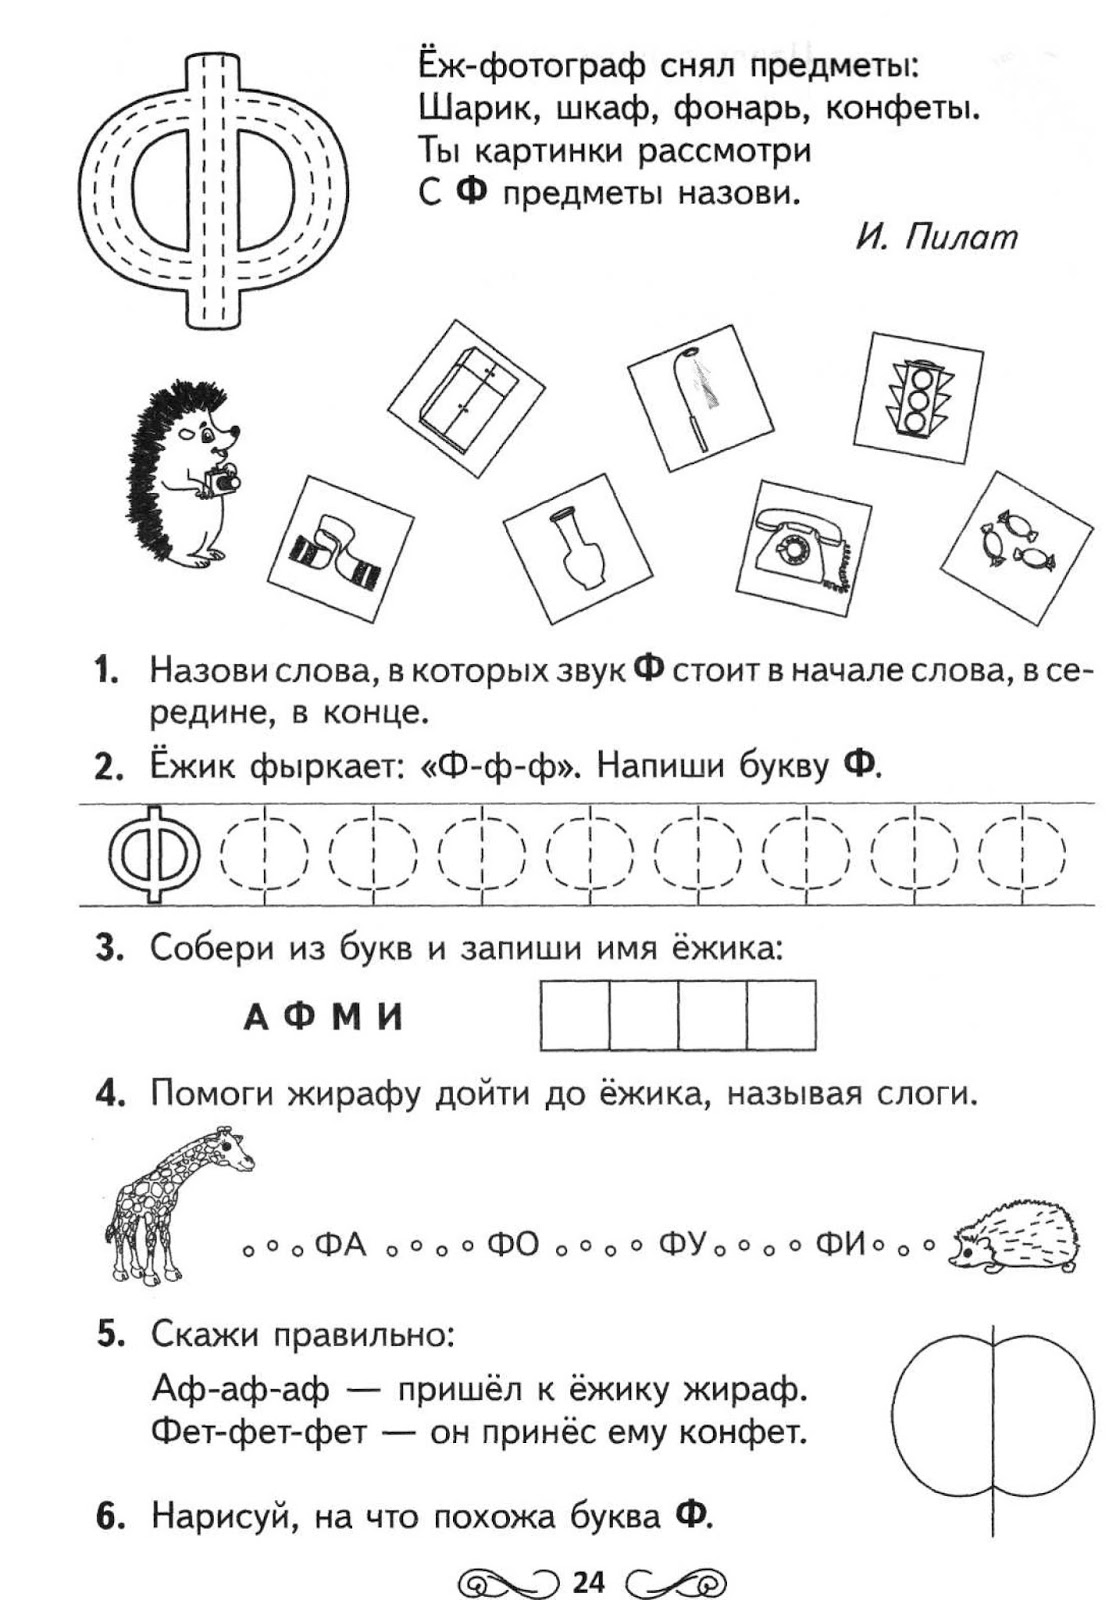 Ф
Ёж-фотограф снял предметы:
Шарик, шкаф, фонарь, конфеты.
Ты картинки рассмотри
С Ф предметы назови.
И. Пилат
1. Назови слова, в которых звук Ф стоит в начале слова, в се-
редине, в конце.
2. Ёжик фыркает: «Ф-ф-ф». Напиши букву Ф.
Ф Ф Ф Ф Ф Ф Ф Ф Ф
3. Собери из букв и запиши имя ёжика:
А Ф М И
4. Помоги жирафу дойти до ёжика, называя слоги.
ФА ФО ФУ ФИ
5. Скажи правильно:
Аф-аф-аф — пришёл к ёжику жираф.
Фет-фет-фет — он принёс ему конфет.
6. Нарисуй, на что похожа буква Ф.
24